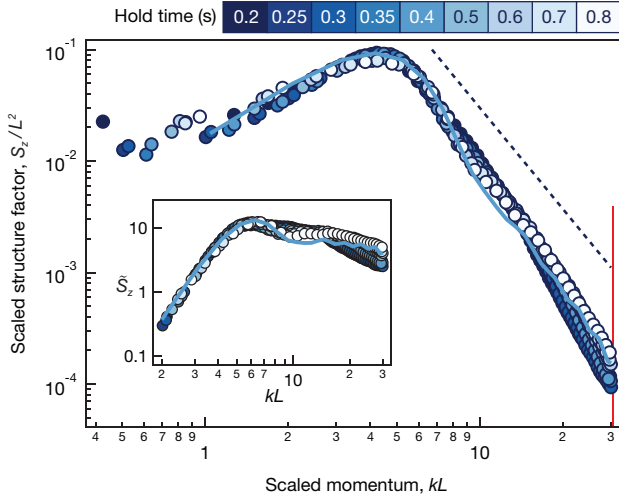 Hold time (s) 0.2 0.25 0.3 0.35 0.4 0.5 0.6 0.7 0.8
Scaled structure factor, S_z/L²
10⁻¹
10⁻²
10⁻³
10⁻⁴
S̃_z
10
1
0.1
2 3 4 5 6 7 10 2 3
kL
4 5 6 7 8 9 1 2 3 4 5 6 7 8 9 10 2 3
Scaled momentum, kL